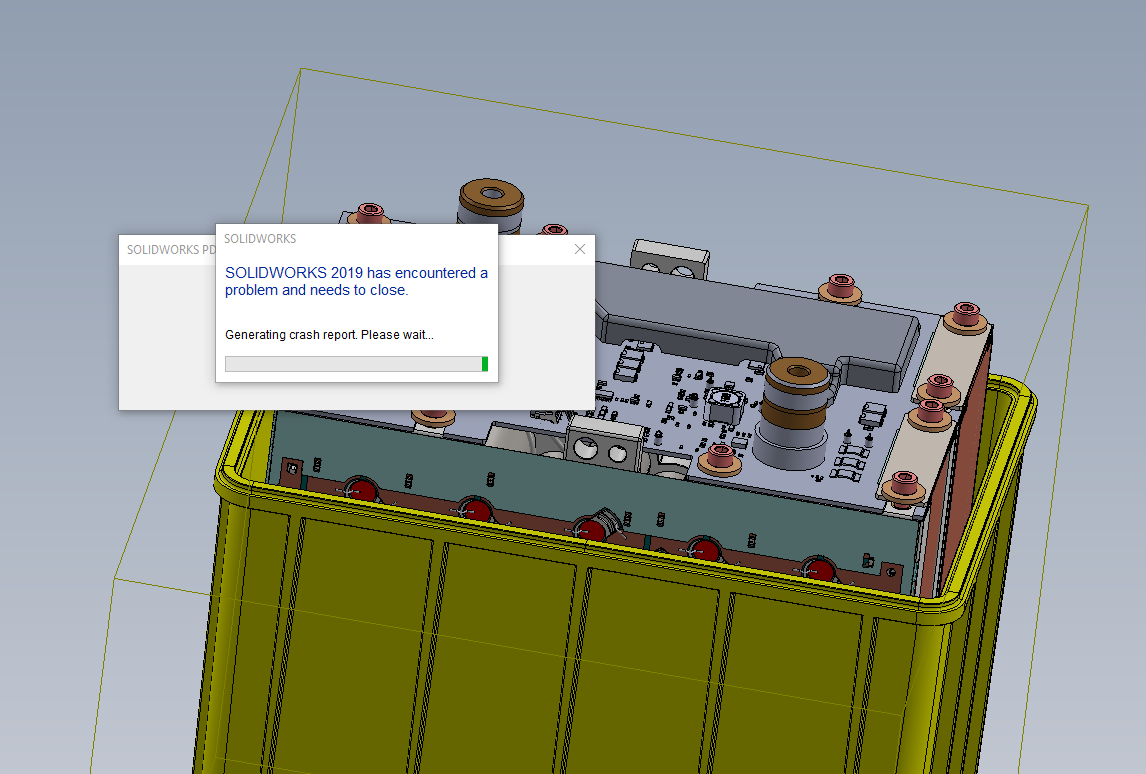 SOLIDWORKS PD
SOLIDWORKS
SOLIDWORKS 2019 has encountered a
problem and needs to close.
Generating crash report. Please wait...